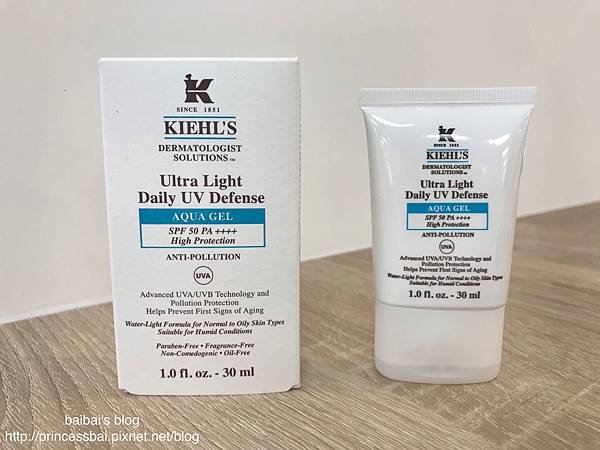 K
SINCE 1851
KIEHL'S
DERMATOLOGIST
SOLUTIONS™
Ultra Light
Daily UV Defense
AQUA GEL
SPF 50 PA ++++
High Protection
ANTI-POLLUTION
UVA
Advanced UVA/UVB Technology and
Pollution Protection
Helps Prevent First Signs of Aging
Water-Light Formula for Normal to Oily Skin Types
Suitable for Humid Conditions
Paraben-Free • Fragrance-Free
Non-Comedogenic • Oil-Free
1.0 fl. oz. - 30 ml
K
SINCE 1851
KIEHL'S
DERMATOLOGIST
SOLUTIONS™
Ultra Light
Daily UV Defense
AQUA GEL
SPF 50 PA ++++
High Protection
ANTI-POLLUTION
UVA
Advanced UVA/UVB Technology and
Pollution Protection
Helps Prevent First Signs of Aging
Water-Light Formula for Normal to Oily Skin Types
Suitable for Humid Conditions
1.0 fl. oz. - 30 ml
baibai's blog
http://princessbai.pixnet.net/blog